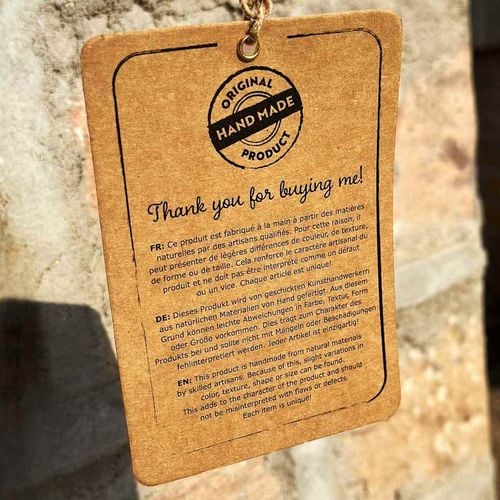 ORIGINAL
HAND MADE
PRODUCT
Thank you for buying me!
FR: Ce produit est fabriqué à la main à partir des matières
naturelles par des artisans qualifiés. Pour cette raison, il
peut présenter de légères différences de couleur, de texture,
de forme ou de taille. Cela renforce le caractère artisanal du
produit et ne doit pas être interprété comme un défaut
ou un vice. Chaque article est unique!
DE: Dieses Produkt wird von geschickten Kunsthandwerkern
aus natürlichen Materialien von Hand gefertigt. Aus diesem
Grund können leichte Abweichungen in Farbe, Textur, Form
oder Größe vorkommen. Dies trägt zum Charakter des
Produkts bei und sollte nicht mit Mängeln oder Beschädigungen
fehlinterpretiert werden. Jeder Artikel ist einzigartig!
EN: This product is handmade from natural materials
by skilled artisans. Because of this, slight variations in
color, texture, shape or size can be found.
This adds to the character of the product and should
not be misinterpreted with flaws or defects.
Each item is unique!